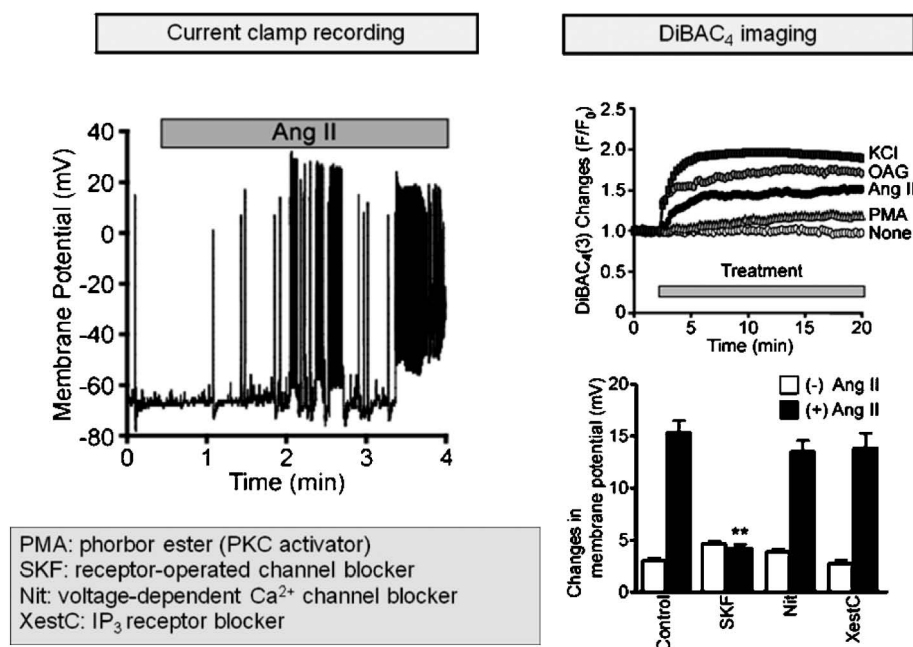 Current clamp recording
Ang II
40
20
0
-20
-40
-60
-80
Membrane Potential (mV)
0
1
2
3
4
Time (min)
PMA: phorbor ester (PKC activator)
SKF: receptor-operated channel blocker
Nit: voltage-dependent Ca²⁺ channel blocker
XestC: IP₃ receptor blocker
DiBAC₄ imaging
DiBAC₄(3) Changes (F/F₀)
2.5
2.0
1.5
1.0
0.5
0
KCl
OAG
Ang II
PMA
None
Treatment
0
5
10
15
20
Time (min)
Changes in
membrane potential (mV)
20
15
10
5
0
(-) Ang II
(+) Ang II
**
Control
SKF
Nit
XestC